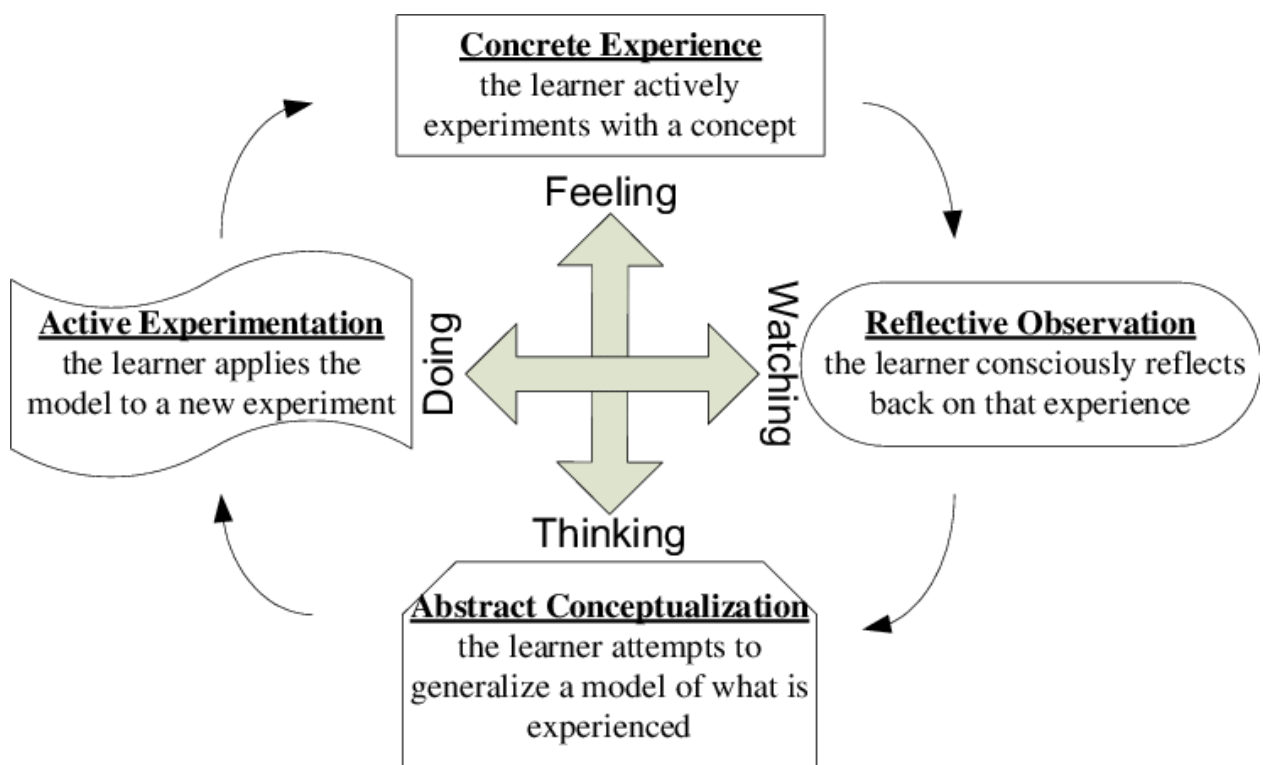 Concrete Experience
the learner actively
experiments with a concept
Feeling
Active Experimentation
the learner applies the
model to a new experiment
Doing
Watching
Reflective Observation
the learner consciously reflects
back on that experience
Thinking
Abstract Conceptualization
the learner attempts to
generalize a model of what is
experienced